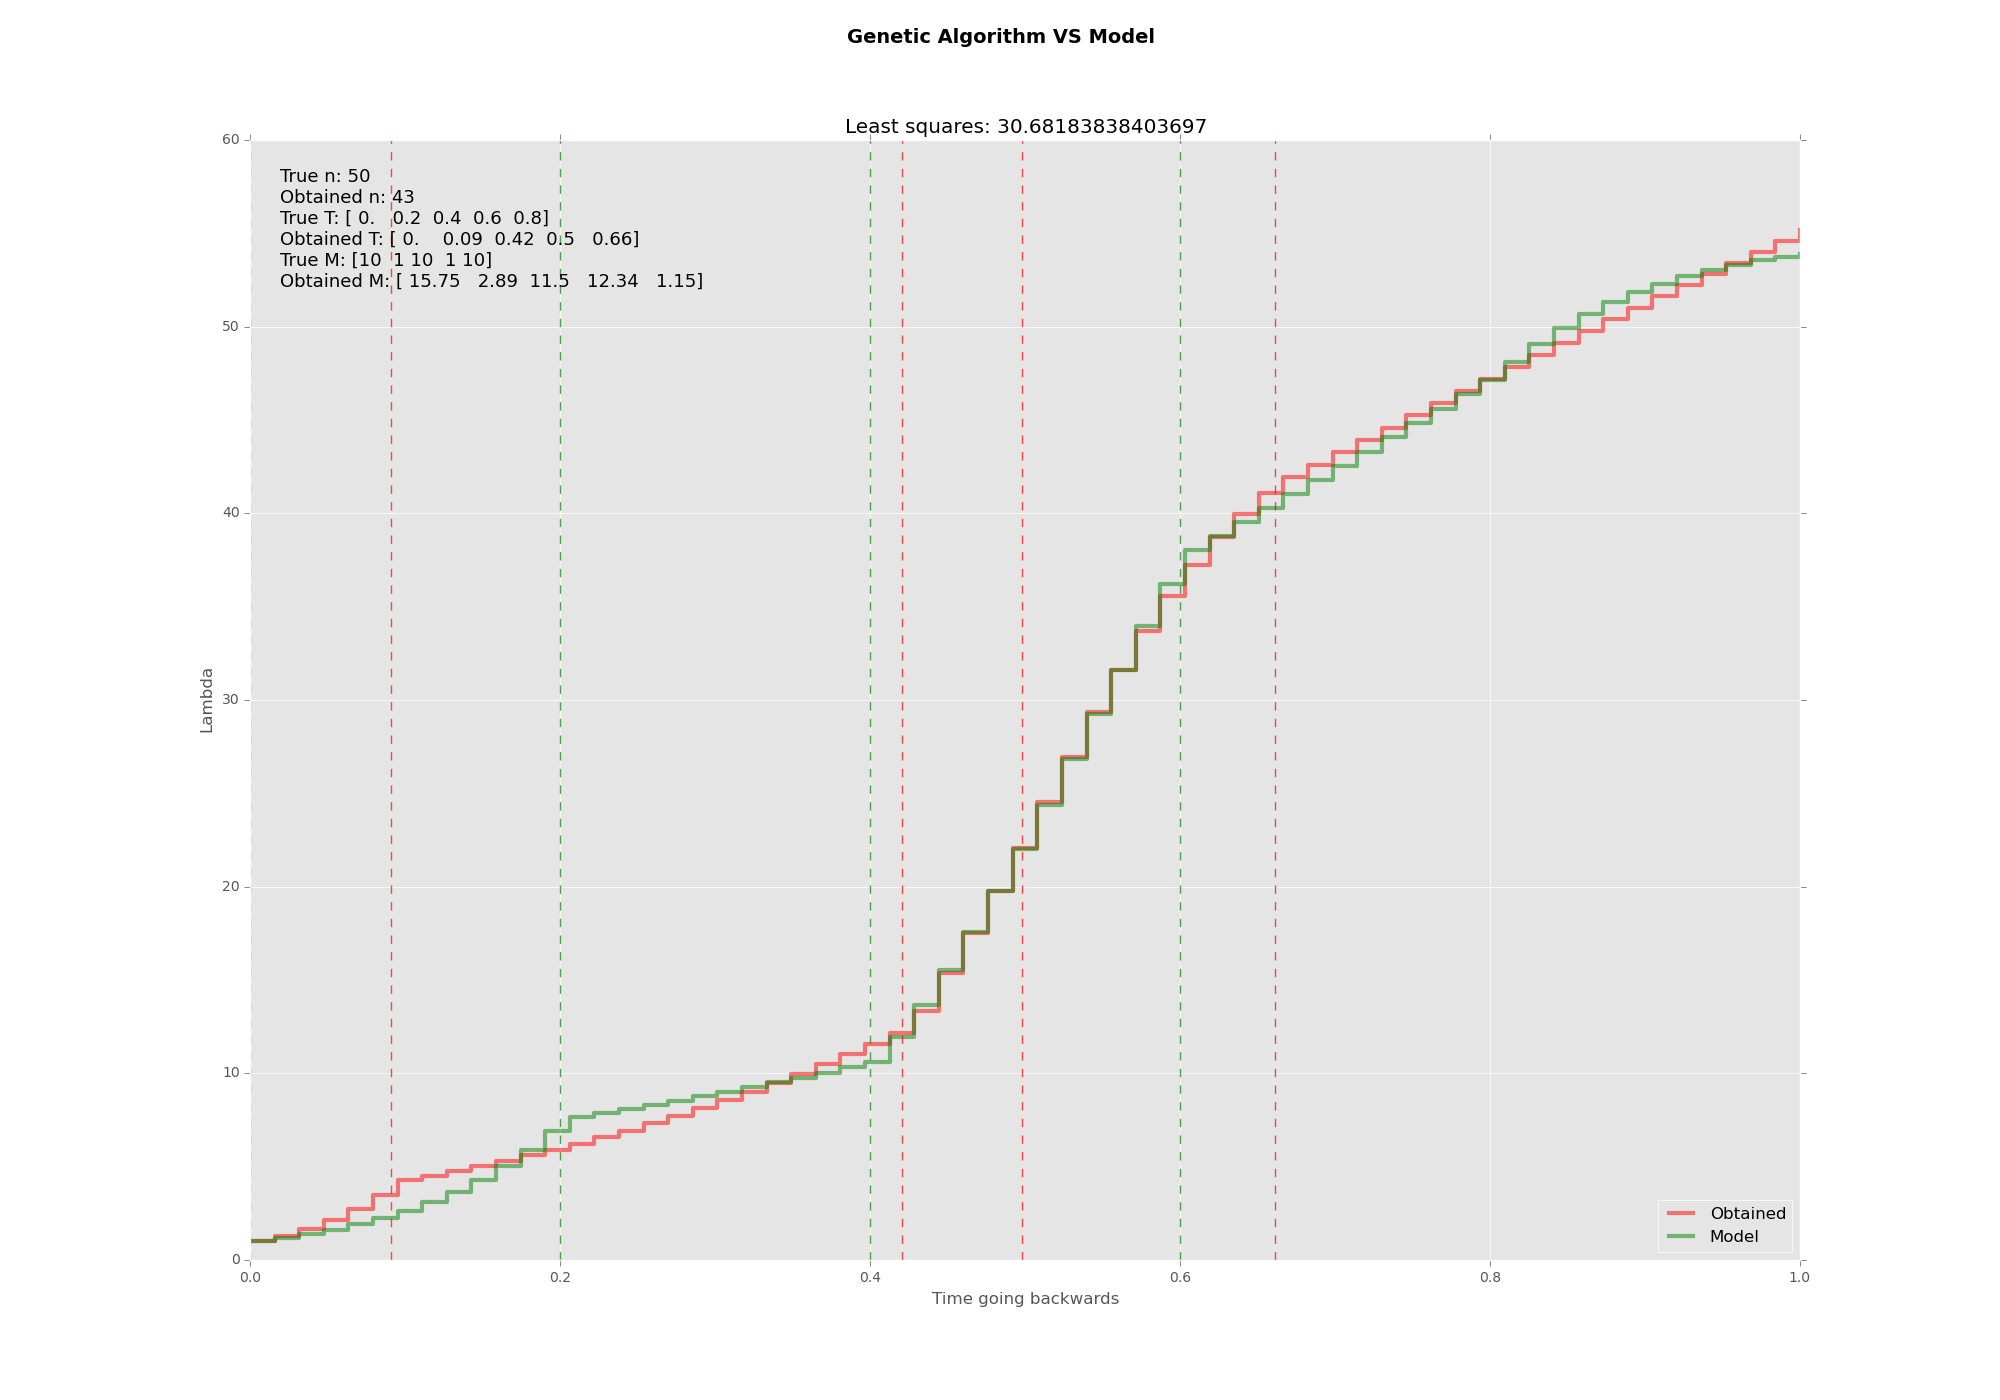 Genetic Algorithm VS Model
Least squares: 30.68183838403697
60
True n: 50
Obtained n: 43
True T: [ 0.   0.2  0.4  0.6  0.8]
Obtained T: [ 0.    0.09  0.42  0.5   0.66]
True M: [10  1 10  1 10]
Obtained M: [ 15.75   2.89  11.5   12.34   1.15]
50
40
30
Lambda
20
10
Obtained
Model
0
0.0 0.2 0.4 0.6 0.8 1.0
Time going backwards